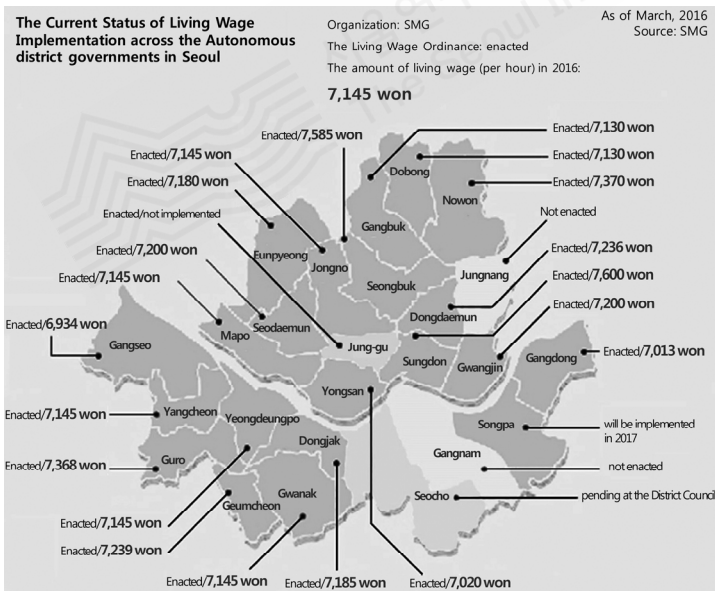 The Current Status of Living Wage
Implementation across the Autonomous
district governments in Seoul
Organization: SMG
The Living Wage Ordinance: enacted
The amount of living wage (per hour) in 2016:
7,145 won
As of March, 2016
Source: SMG
Enacted/7,585 won
Enacted/7,130 won
Enacted/7,145 won
Enacted/7,130 won
Enacted/7,180 won
Enacted/7,370 won
Enacted/not implemented
Not enacted
Enacted/7,200 won
Enacted/7,236 won
Enacted/7,145 won
Enacted/7,600 won
Enacted/7,200 won
Enacted/6,934 won
Enacted/7,013 won
Dobong
Nowon
Gangbuk
Eunpyeong
Jongno
Jungnang
Seongbuk
Dongdaemun
Seodaemun
Mapo
Jung-gu
Gangseo
Sungdon
Gwangjin
Gangdong
Yongsan
Yangcheon
Yeongdeungpo
Dongjak
Songpa
Guro
Gangnam
Geumcheon
Gwanak
Seocho
Enacted/7,145 won
will be implemented
in 2017
Enacted/7,368 won
not enacted
pending at the District Council
Enacted/7,145 won
Enacted/7,239 won
Enacted/7,145 won
Enacted/7,185 won
Enacted/7,020 won